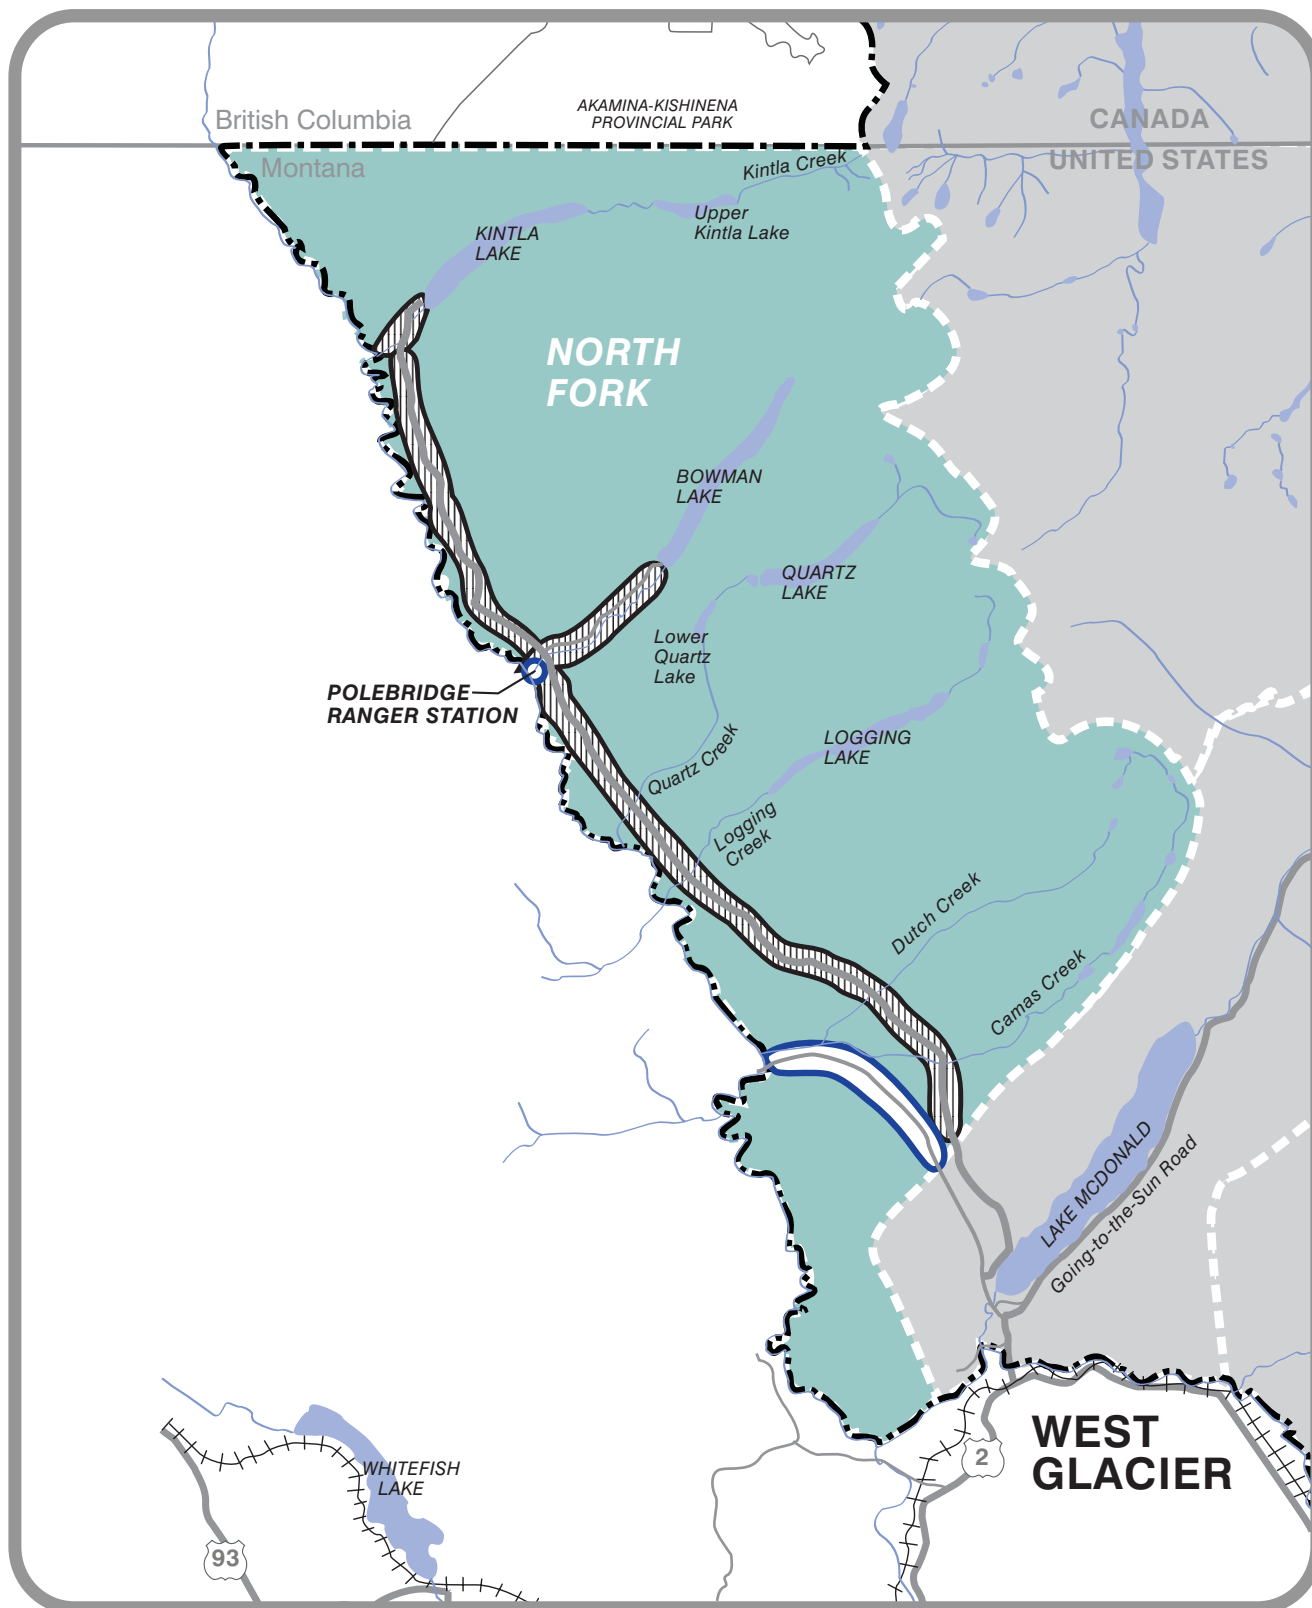 British Columbia
AKAMINA-KISHINENA
PROVINCIAL PARK
CANADA
Montana
UNITED STATES
Kintla Creek
KINTLA
LAKE
Upper
Kintla Lake
NORTH
FORK
BOWMAN
LAKE
QUARTZ
LAKE
Lower
Quartz
Lake
POLEBRIDGE
RANGER STATION
Quartz Creek
LOGGING
LAKE
Logging
Creek
Dutch Creek
Camas Creek
LAKE MCDONALD
Going-to-the-Sun Road
WEST
GLACIER
2
WHITEFISH
LAKE
93